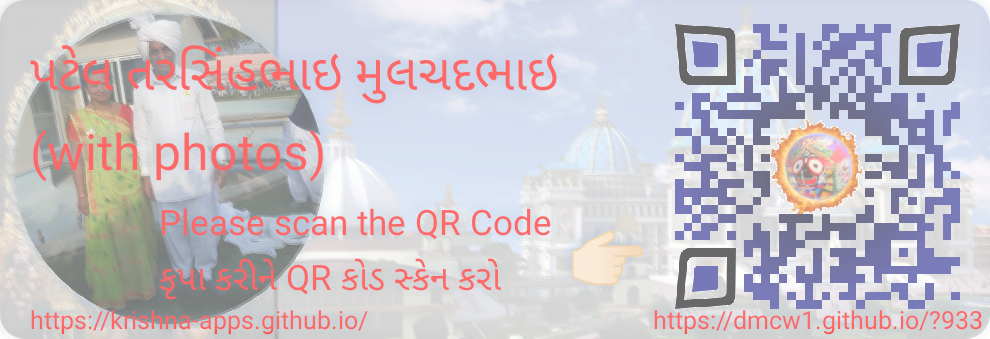 પટેલ તરસિંહભાઇ મુલચદભાઇ
(with photos)
Please scan the QR Code
કૃપા કરીને QR કોડ સ્કેન કરો
https://krishna-apps.github.io/
https://dmcw1.github.io/?933